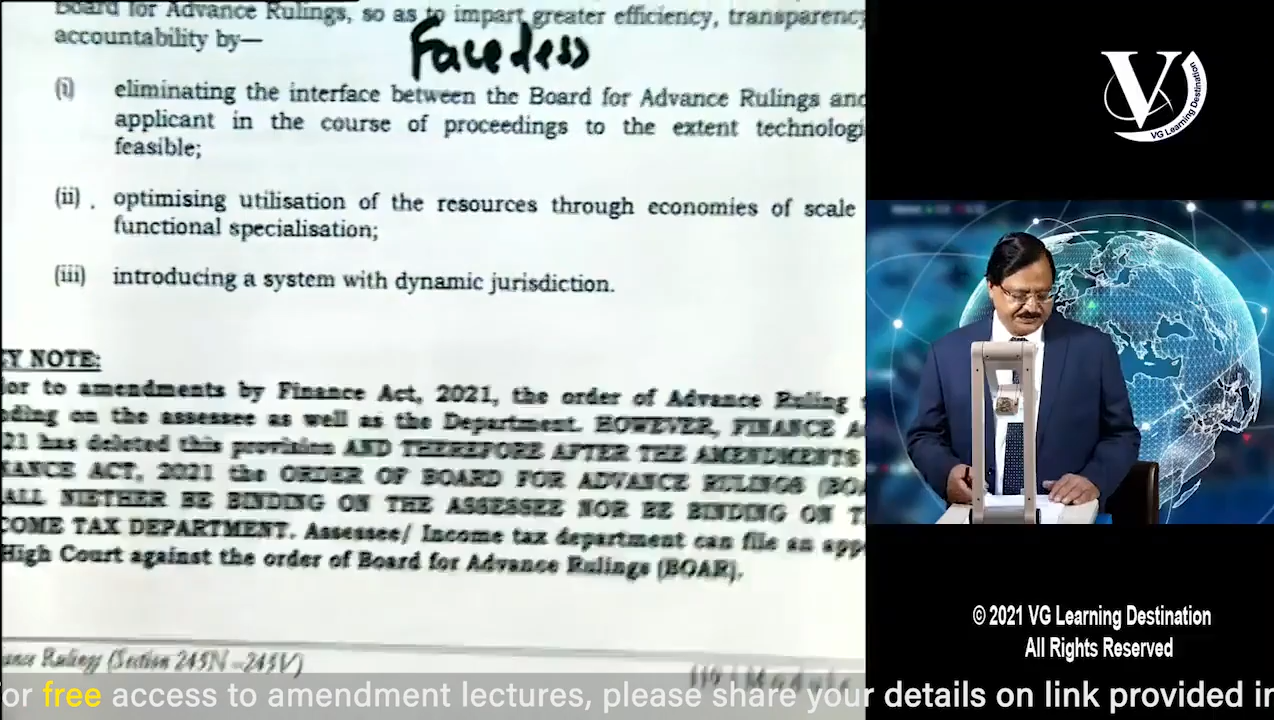 Board for Advance Rulings, so as to impart greater efficiency, transparency
accountability by—
Faceless
(i) eliminating the interface between the Board for Advance Rulings and
applicant in the course of proceedings to the extent technologi
feasible;
(ii) . optimising utilisation of the resources through economies of scale
functional specialisation;
(iii) introducing a system with dynamic jurisdiction.
Y NOTE:
ior to amendments by Finance Act, 2021, the order of Advance Ruling
ding on the assessee as well as the Department. HOWEVER, FINANCE A
21 has deleted this provision AND THEREFORE AFTER THE AMENDMENTS
NANCE ACT, 2021 the ORDER OF BOARD FOR ADVANCE RULINGS (BOA
ALL NIETHER BE BINDING ON THE ASSESSEE NOR BE BINDING ON T
COME TAX DEPARTMENT. Assessee/ Income tax department can file an app
High Court against the order of Board for Advance Rulings (BOAR).
ance Rulings (Section 245N -245V)
V
VG Learning Destination
© 2021 VG Learning Destination
All Rights Reserved
or free access to amendment lectures, please share your details on link provided in